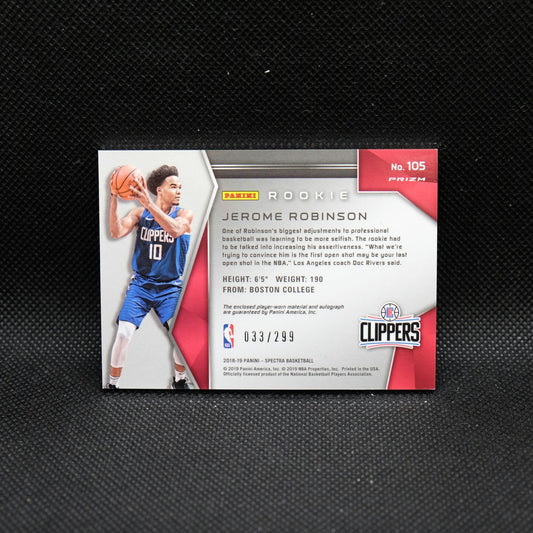 No. 105
PRIZM
PANINI ROOKIE
JEROME ROBINSON
One of Robinson's biggest adjustments to professional
basketball was learning to be more selfish. The rookie had
to be talked into increasing his assertiveness. "What we're
trying to convince him is the first open shot may be your last
open shot in the NBA," Los Angeles coach Doc Rivers said.
HEIGHT: 6'5" WEIGHT: 190
FROM: BOSTON COLLEGE
The enclosed player-worn material and autograph
are guaranteed by Panini America, Inc.
NBA
033/299
CLIPPERS
2018-19 PANINI – SPECTRA BASKETBALL
© 2019 Panini America, Inc. © 2019 NBA Properties, Inc. Printed in the USA.
Officially licensed product of the National Basketball Players Association.
CLIPPERS
10